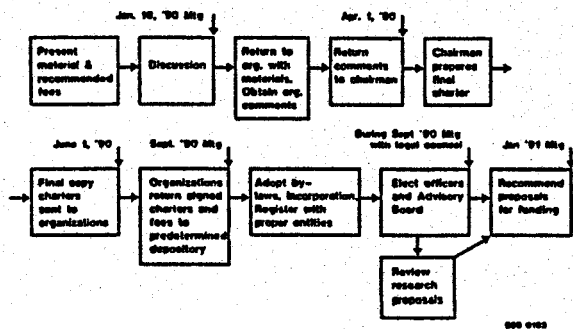 Jan. 16, '90 Mtg
Apr. 1, '90
Present
material &
recommended
fees
Discussion
Return to
org. with
materials.
Obtain org.
comments
Return
comments
to chairman
Chairman
prepares
final
charter
June 1, '90
Sept. '90 Mtg
During Sept '90 Mtg
with legal counsel
Jan '91 Mtg
Final copy
charters
sent to
organizations
Organizations
return signed
charters and
fees to
predetermined
depository
Adopt by-
laws, incorporation.
Register with
proper entities
Elect officers
and Advisory
Board
Recommend
proposals
for funding
Review
research
proposals